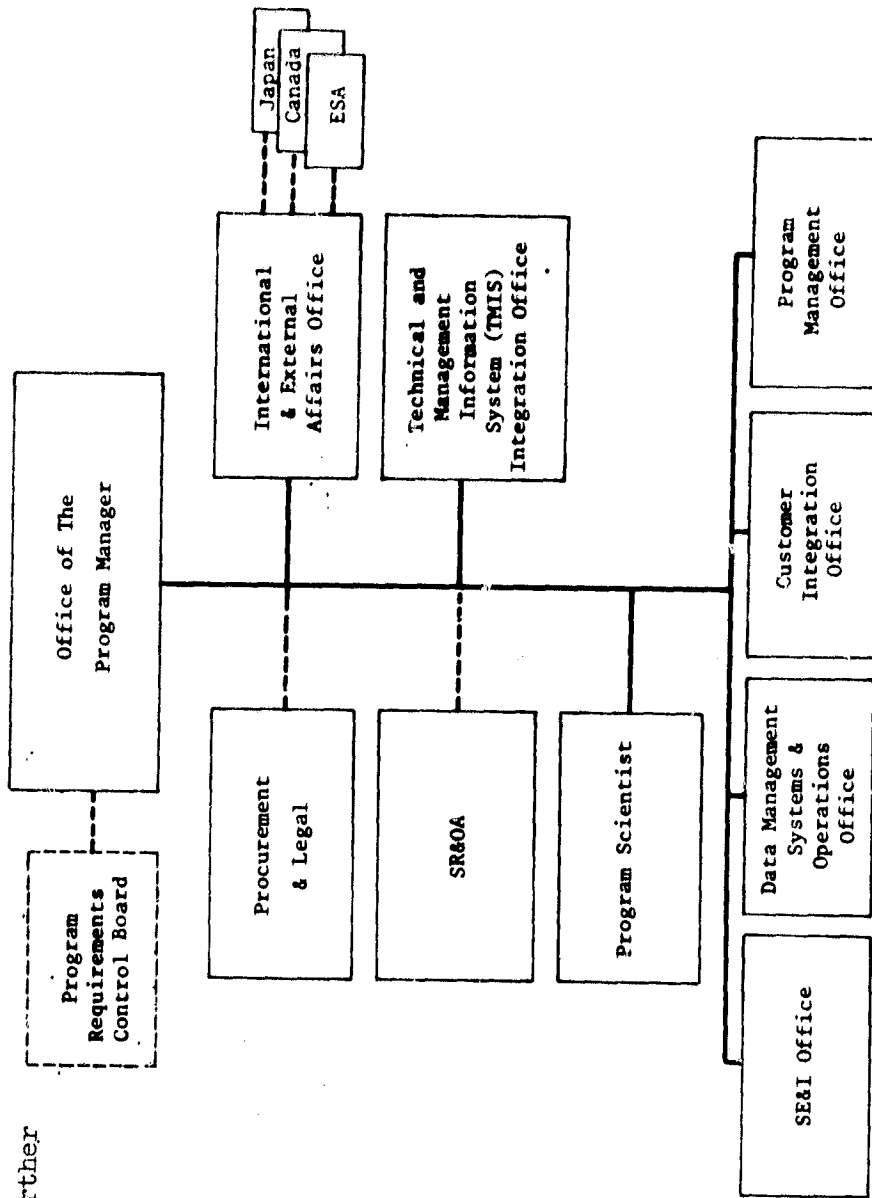 rther
Program
Requirements
Control Board
Office of The
Program Manager
Procurement
& Legal
International
& External
Affairs Office
Japan
Canada
ESA
SR&OA
Technical and
Management
Information
System (TMIS)
Integration Office
Program Scientist
SE&I Office
Data Management
Systems &
Operations
Office
Customer
Integration
Office
Program
Management
Office